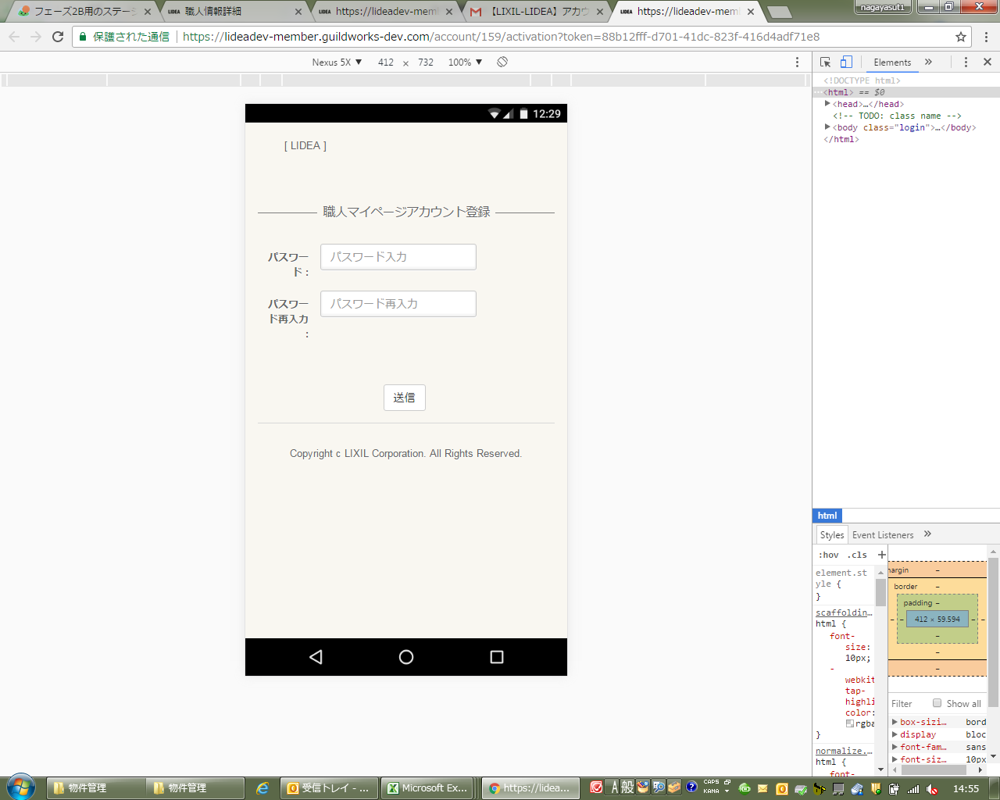 フェーズ2B用のステージ
職人情報詳細
https://lideadev-mem
【LIXIL-LIDEA】アカウ
https://lideadev-mem
nagayasut1
保護された通信
https://lideadev-member.guildworks-dev.com/account/159/activation?token=88b12fff-d701-41dc-823f-416d4adf71e8
Nexus 5X ▼ 412 × 732 100% ▼
Elements »
<!DOCTYPE html>
…<html> == $0
▶<head>…</head>
<!-- TODO: class name -->
▶<body class="login">…</body>
</html>
12:29
[ LIDEA ]
職人マイページアカウント登録
パスワー
ド：
パスワード入力
パスワー
ド再入力
：
パスワード再入力
送信
Copyright c LIXIL Corporation. All Rights Reserved.
html
Styles Event Listeners »
:hov .cls +
element.st
yle {
}
scaffoldin…
html {
font-
size:
10px;
-
webkit
tap-
highli
color:
rgba
}
normalize.…
html {
font-
margin –
border –
padding –
– – 412 × 59.594 – –
–
–
–
Filter Show all
▶ box-sizi… bord
▶ display bloc
▶ font-fam… sans
▶ font-siz… 10px
物件管理
物件管理
受信トレイ - ...
Microsoft Ex...
https://lidea...
A 般
CAPS
KANA
14:55